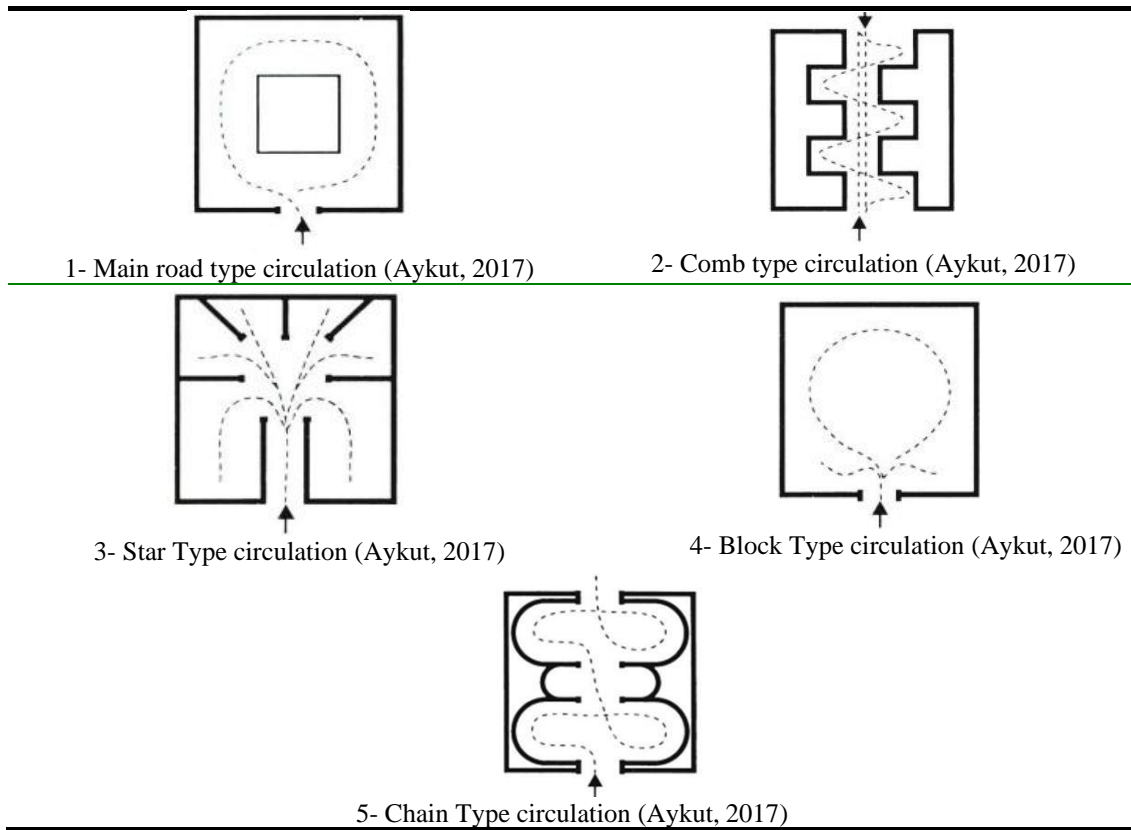 1- Main road type circulation (Aykut, 2017)
2- Comb type circulation (Aykut, 2017)
3- Star Type circulation (Aykut, 2017)
4- Block Type circulation (Aykut, 2017)
5- Chain Type circulation (Aykut, 2017)